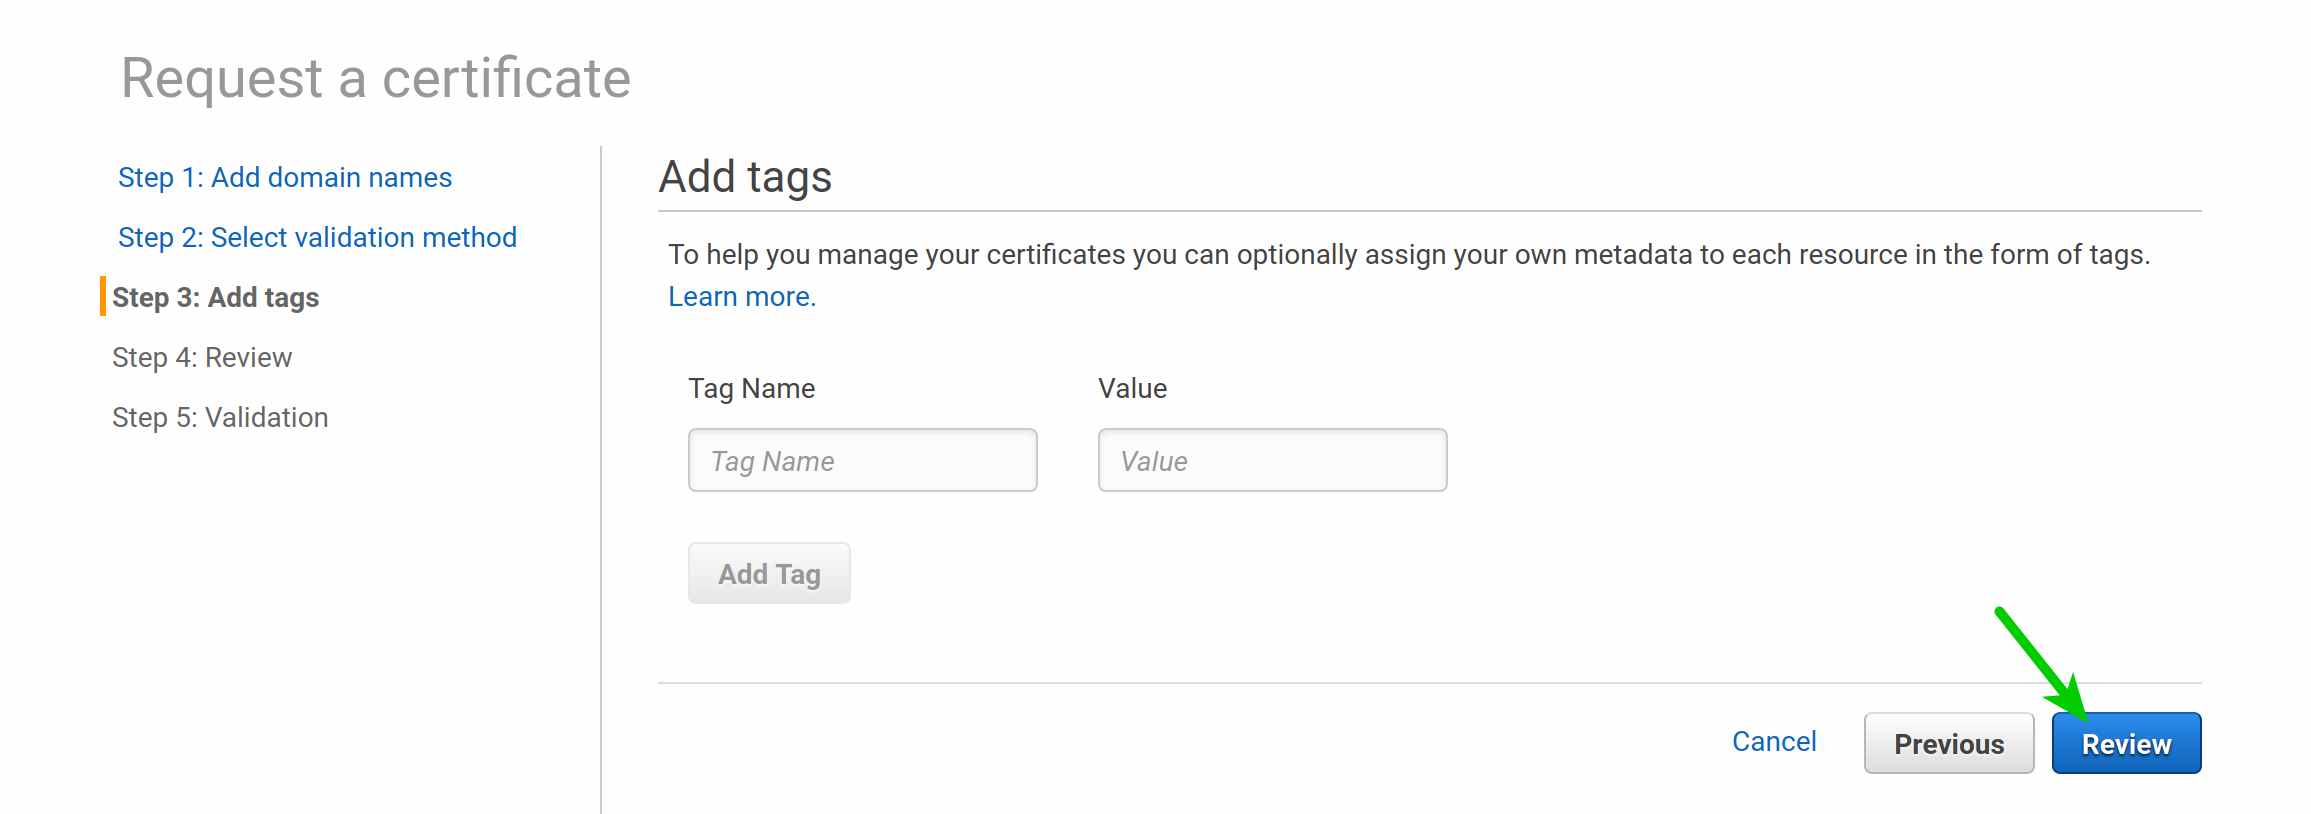 Request a certificate
Step 1: Add domain names
Step 2: Select validation method
Step 3: Add tags
Step 4: Review
Step 5: Validation
Add tags
To help you manage your certificates you can optionally assign your own metadata to each resource in the form of tags.
Learn more.
Tag Name
Value
Tag Name
Value
Add Tag
Cancel
Previous
Review